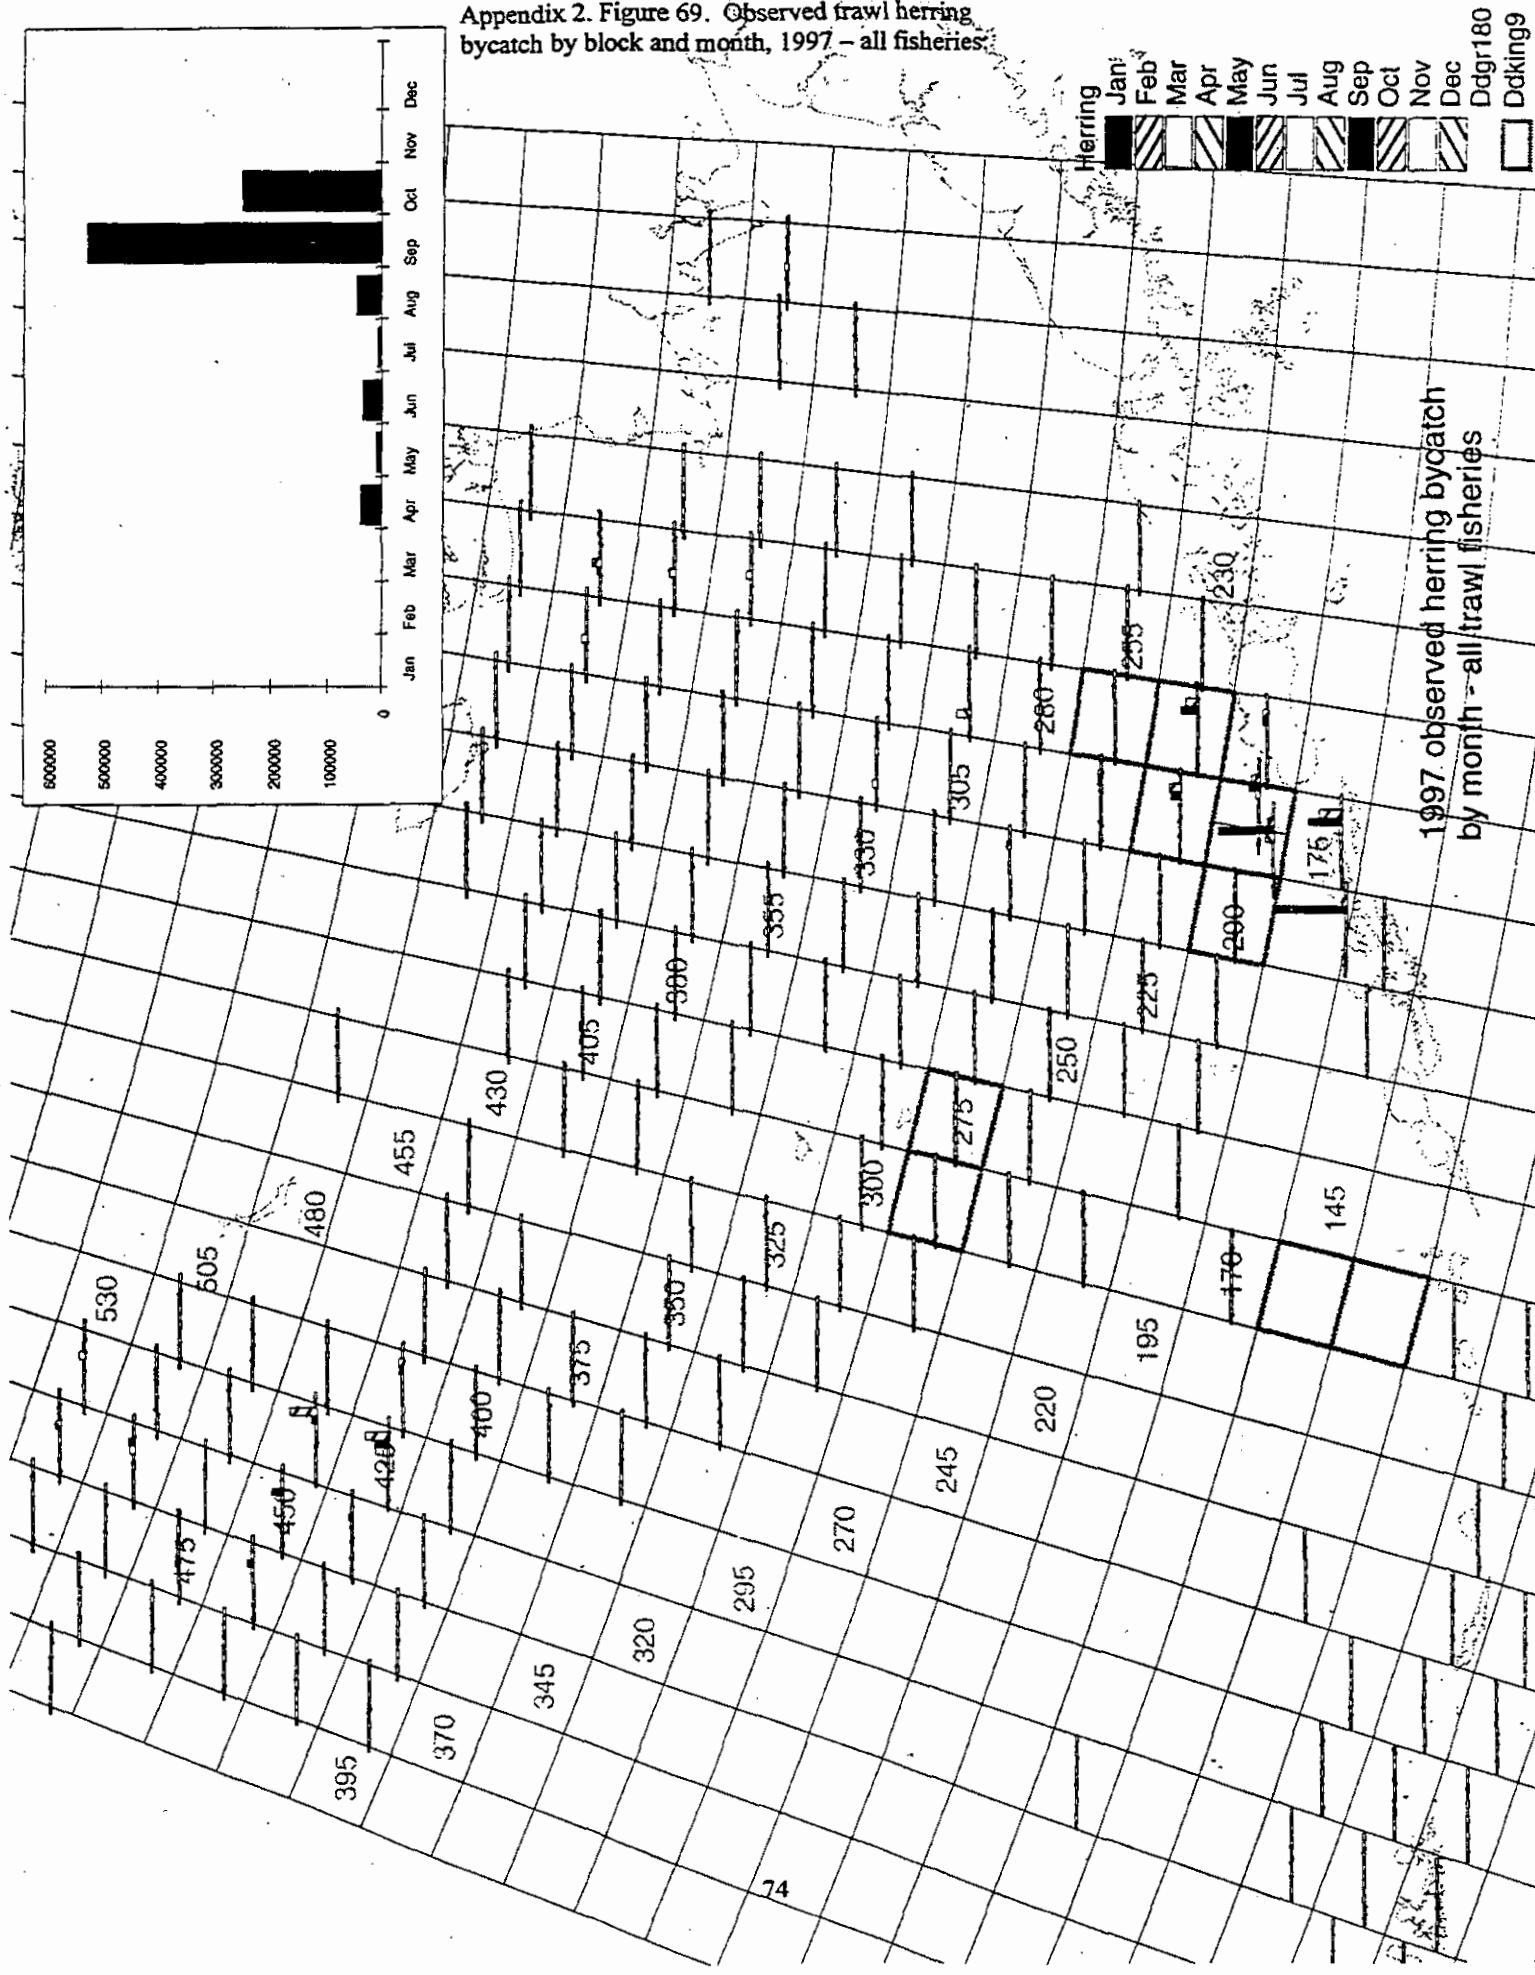 Appendix 2. Figure 69. Observed trawl herring
bycatch by block and month, 1997 – all fisheries.
600000
500000
400000
300000
200000
100000
0
Jan
Feb
Mar
Apr
May
Jun
Jul
Aug
Sep
Oct
Nov
Dec
Herring
Jan
Feb
Mar
Apr
May
Jun
Jul
Aug
Sep
Oct
Nov
Dec
Ddgr180
Ddking9
1997 observed herring bycatch
by month - all trawl fisheries
530
505
480
455
430
405
380
355
330
305
280
255
230
475
450
425
400
375
350
325
300
275
250
225
200
175
395
370
345
320
295
270
245
220
195
170
145
74